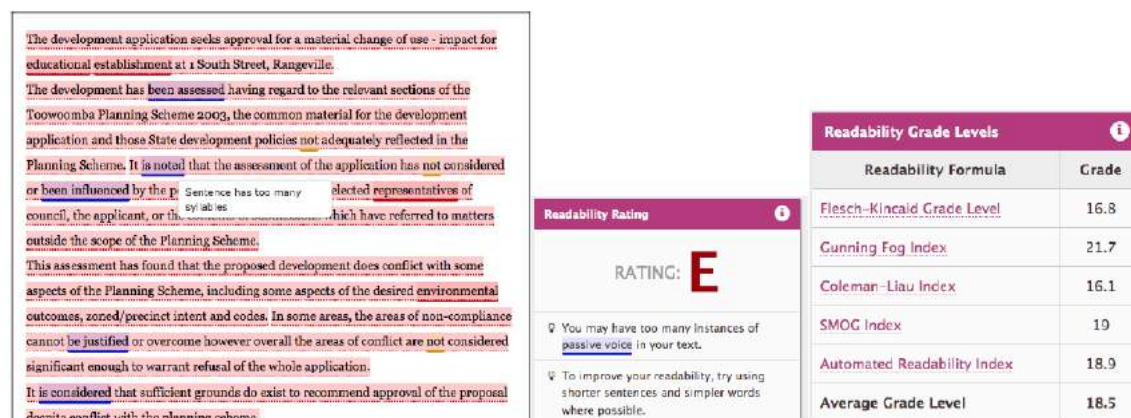 The development application seeks approval for a material change of use - impact for
educational establishment at 1 South Street, Rangeville.
The development has been assessed having regard to the relevant sections of the
Toowoomba Planning Scheme 2003, the common material for the development
application and those State development policies not adequately reflected in the
Planning Scheme. It is noted that the assessment of the application has not considered
or been influenced by the elected representatives of
Sentence has too many
syllables
council, the applicant, or which have referred to matters
outside the scope of the Planning Scheme.
This assessment has found that the proposed development does conflict with some
aspects of the Planning Scheme, including some aspects of the desired environmental
outcomes, zoned/precinct intent and codes. In some areas, the areas of non-compliance
cannot be justified or overcome however overall the areas of conflict are not considered
significant enough to warrant refusal of the whole application.
It is considered that sufficient grounds do exist to recommend approval of the proposal
despite conflict with the planning scheme.
Readability Rating
RATING: E
You may have too many instances of
passive voice in your text.
To improve your readability, try using
shorter sentences and simpler words
where possible.
Readability Grade Levels
Readability Formula Grade
Flesch-Kincaid Grade Level 16.8
Gunning Fog Index 21.7
Coleman-Liau Index 16.1
SMOG Index 19
Automated Readability Index 18.9
Average Grade Level 18.5